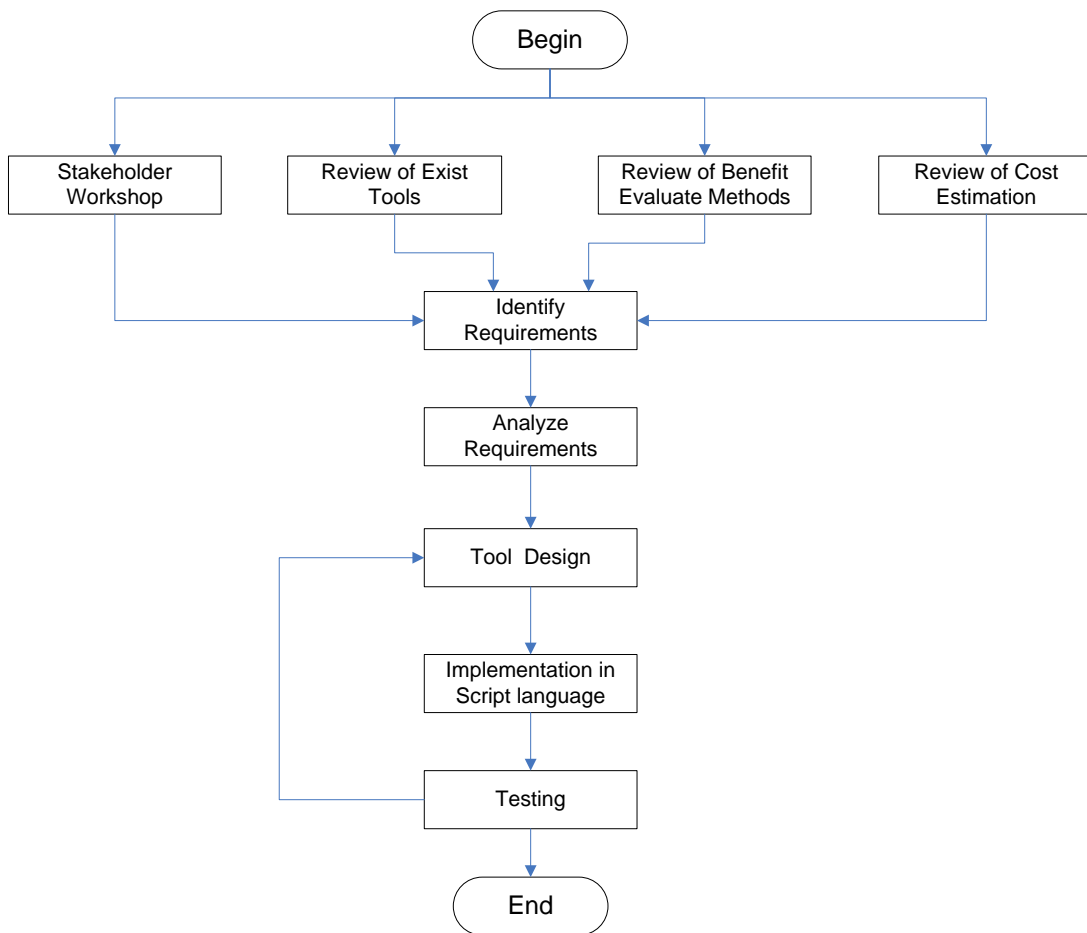 Begin
Stakeholder
Workshop
Review of Exist
Tools
Review of Benefit
Evaluate Methods
Review of Cost
Estimation
Identify
Requirements
Analyze
Requirements
Tool  Design
Implementation in
Script language
Testing
End